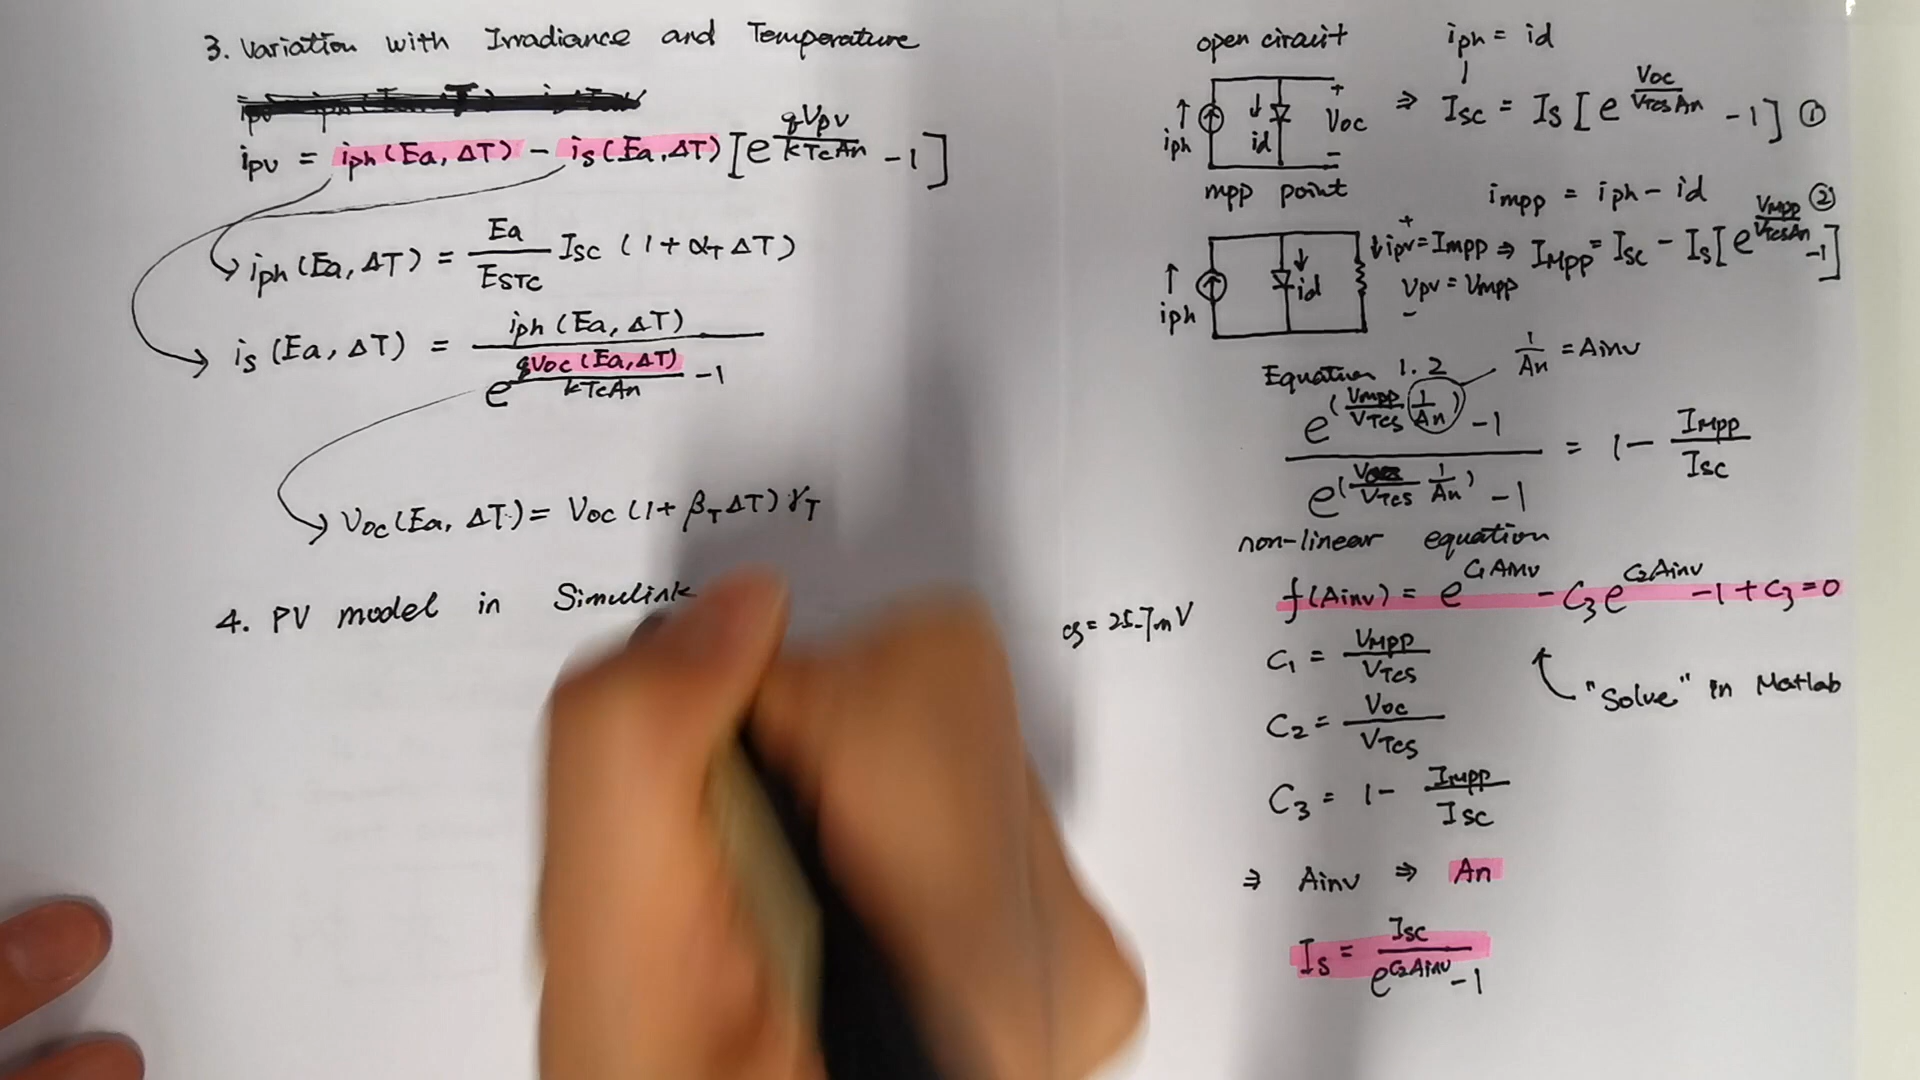 3. Variation with Irradiance and Temperature
ipv = iph(Ea, ΔT) - is(Ea, ΔT) [e^(qVpv/(kTcAn)) - 1]
iph(Ea, ΔT) = Ea/ESTC Isc (1 + αT ΔT)
is(Ea, ΔT) = iph(Ea, ΔT) / (e^(qVoc(Ea, ΔT)/(kTcAn)) - 1)
Voc(Ea, ΔT) = Voc (1 + βT ΔT) γT
4. PV model in Simulink
open circuit
iph = id
iph
id
+
Voc
-
⇒ Isc = Is [e^(Voc/(VTcsAn)) - 1] ①
mpp point
impp = iph - id ②
iph
id
+
ipv = Impp ⇒ IMPP = Isc - Is [e^(VMPP/(VTcsAn)) - 1]
Vpv = Vmpp
-
Equation 1.2
1/An = Ainv
(e^(Vmpp/VTcs 1/An) - 1) / (e^(Voc/VTcs 1/An) - 1) = 1 - IMPP/Isc
non-linear equation
f(Ainv) = e^(C1Ainv) - C3 e^(C2Ainv) - 1 + C3 = 0
cs = 25.7mV
C1 = VMPP/VTcs
"Solve" in Matlab
C2 = Voc/VTcs
C3 = 1 - IMPP/Isc
⇒ Ainv ⇒ An
Is = Isc / (e^(C2Ainv) - 1)